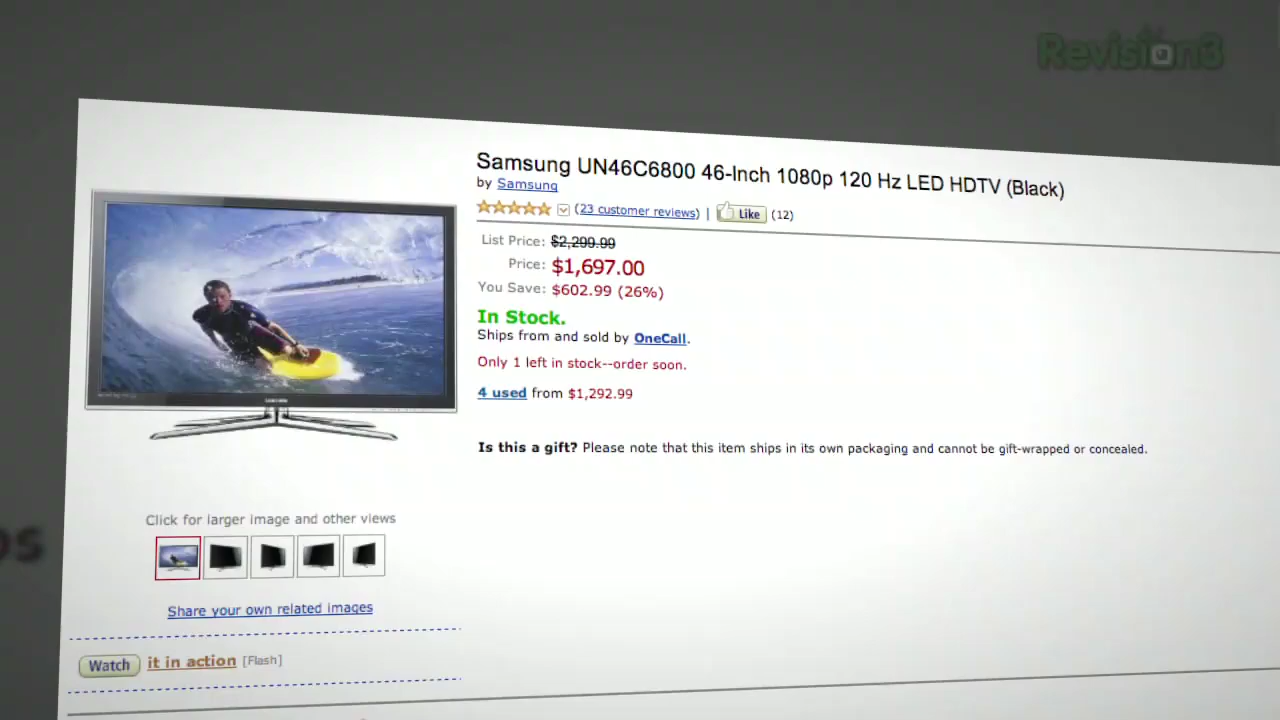 Revision3
Samsung UN46C6800 46-Inch 1080p 120 Hz LED HDTV (Black)
by Samsung
(23 customer reviews) | Like (12)
List Price: $2,299.99
Price: $1,697.00
You Save: $602.99 (26%)
In Stock.
Ships from and sold by OneCall.
Only 1 left in stock--order soon.
4 used from $1,292.99
Is this a gift? Please note that this item ships in its own packaging and cannot be gift-wrapped or concealed.
SAMSUNG
Click for larger image and other views
os
Share your own related images
Watch it in action [Flash]